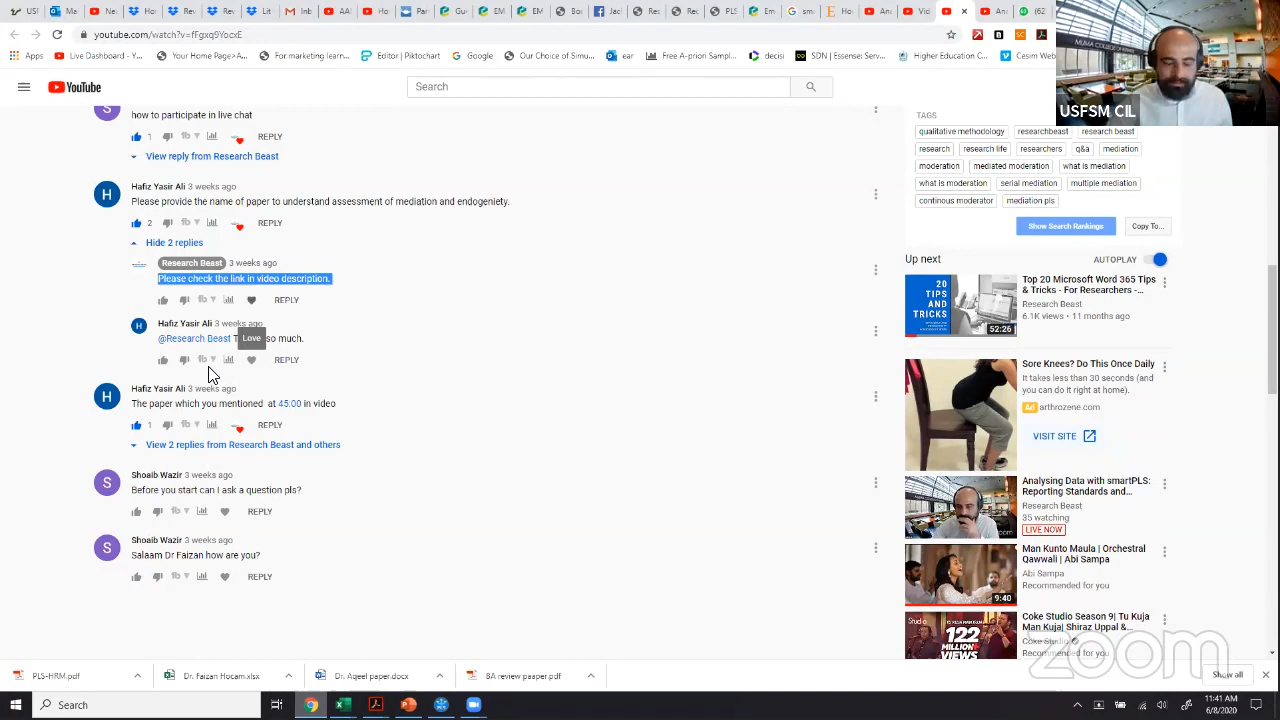 YouTube
youtube.com/watch?v=fFgxq9YocxE
Apps
Live Dashboard - Yo...
Your Home Page
For making by learn...
Google
Proof of Simu...
ear
Free A-priori Sampl...
decisi
SDN | Essense: Serv...
Higher Education C...
Velocity
Cesim Webs
MUMA COLLEGE OF
USFSM CIL
YouTube
Search
how to participate in live chat
1
REPLY
View reply from Research Beast
Hafiz Yasir Ali 3 weeks ago
Please provide the name of paper to understand assessment of mediation and endogeniety.
2
REPLY
Hide 2 replies
Research Beast 3 weeks ago
Please check the link in video description.
REPLY
Hafiz Yasir Ali 3 weeks ago
Love
@Research Beast
so much.
REPLY
Hafiz Yasir Ali 3 weeks ago
The paper which you mentioned at 45:00 in video
1
REPLY
View 2 replies from Research Beast and others
Shoaib Wazir 3 weeks ago
Before you start can I ask a question pls?
REPLY
Shoaib Wazir 3 weeks ago
Salaam Dr Faizan how are you?
REPLY
TAGS
qualitative methodology researchbeast research beast
research research life researchers q&a mediation
moderation mediated moderation what is mediation
what is moderation serial mediation multiple mediation
continous moderator mediation pls
Show Search Rankings Copy To...
Up next
AUTOPLAY
20
TIPS
AND
TRICKS
52:26
Top 20 Microsoft Word 365 Tips
& Tricks - For Researchers -...
Research Beast
6.1K views • 11 months ago
Sore Knees? Do This Once Daily
It takes less than 30 seconds (and
you can do it right at home).
Ad arthrozene.com
VISIT SITE
Analysing Data with smartPLS:
Reporting Standards and...
Research Beast
35 watching
LIVE NOW
Man Kunto Maula | Orchestral
Qawwali | Abi Sampa
Abi Sampa
Recommended for you
9:40
Coke Studio Season 9| Tu Kuja
Man Kuja| Shiraz Uppal &...
Coke Studio
Recommended for you
122
MILLION
VIEWS
zoom
PLS-HRM.pdf
Dr. Faizan Hocam.xlsx
Dr. Aqeel paper.docx
BA review paaper.pdf
Show all
Search
11:41 AM
6/8/2020